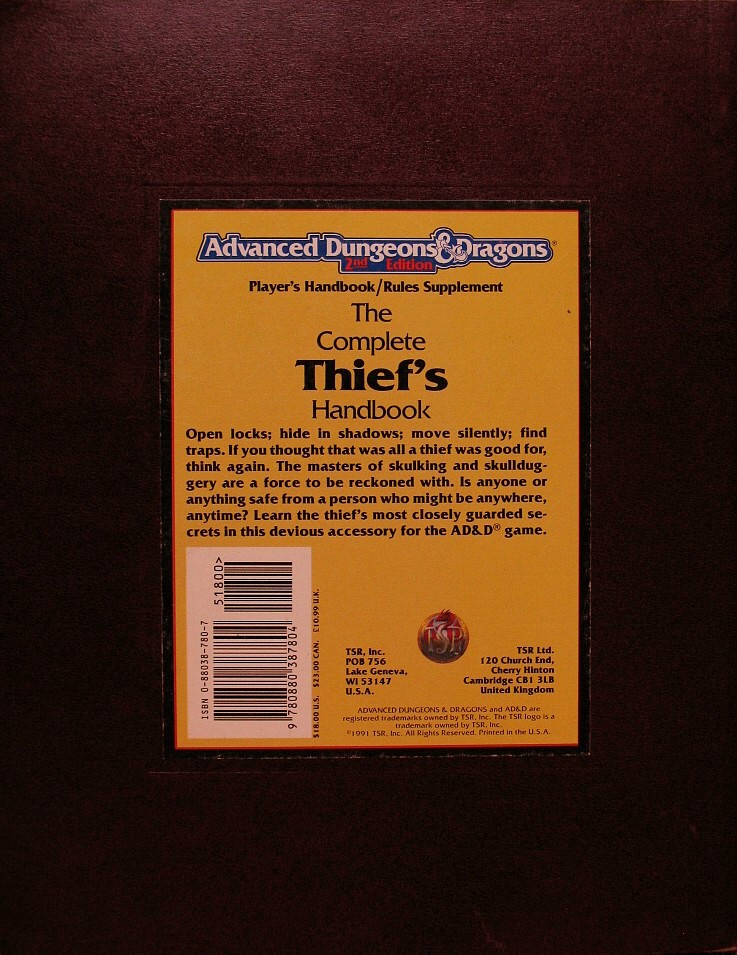 Advanced Dungeons & Dragons®
2nd Edition
Player's Handbook/Rules Supplement
The
Complete
Thief's
Handbook
Open locks; hide in shadows; move silently; find
traps. If you thought that was all a thief was good for,
think again. The masters of skulking and skulldug-
gery are a force to be reckoned with. Is anyone or
anything safe from a person who might be anywhere,
anytime? Learn the thief's most closely guarded se-
crets in this devious accessory for the AD&D® game.
51800>
ISBN 0-88038-780-7
9 780880 387804
$18.00 U.S. $23.00 CAN. £10.99 U.K.
TSR
TSR, Inc.
POB 756
Lake Geneva,
WI 53147
U.S.A.
TSR Ltd.
120 Church End,
Cherry Hinton
Cambridge CB1 3LB
United Kingdom
ADVANCED DUNGEONS & DRAGONS and AD&D are
registered trademarks owned by TSR, Inc. The TSR logo is a
trademark owned by TSR, Inc.
©1991 TSR, Inc. All Rights Reserved. Printed in the U.S.A.